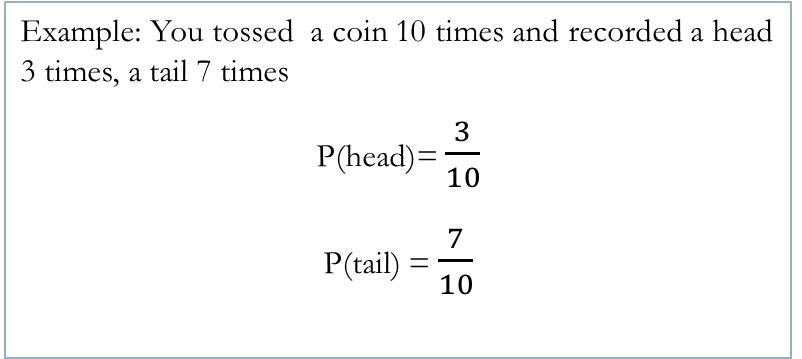 Example: You tossed  a coin 10 times and recorded a head
3 times, a tail 7 times
P(head)= 3/10
P(tail) = 7/10